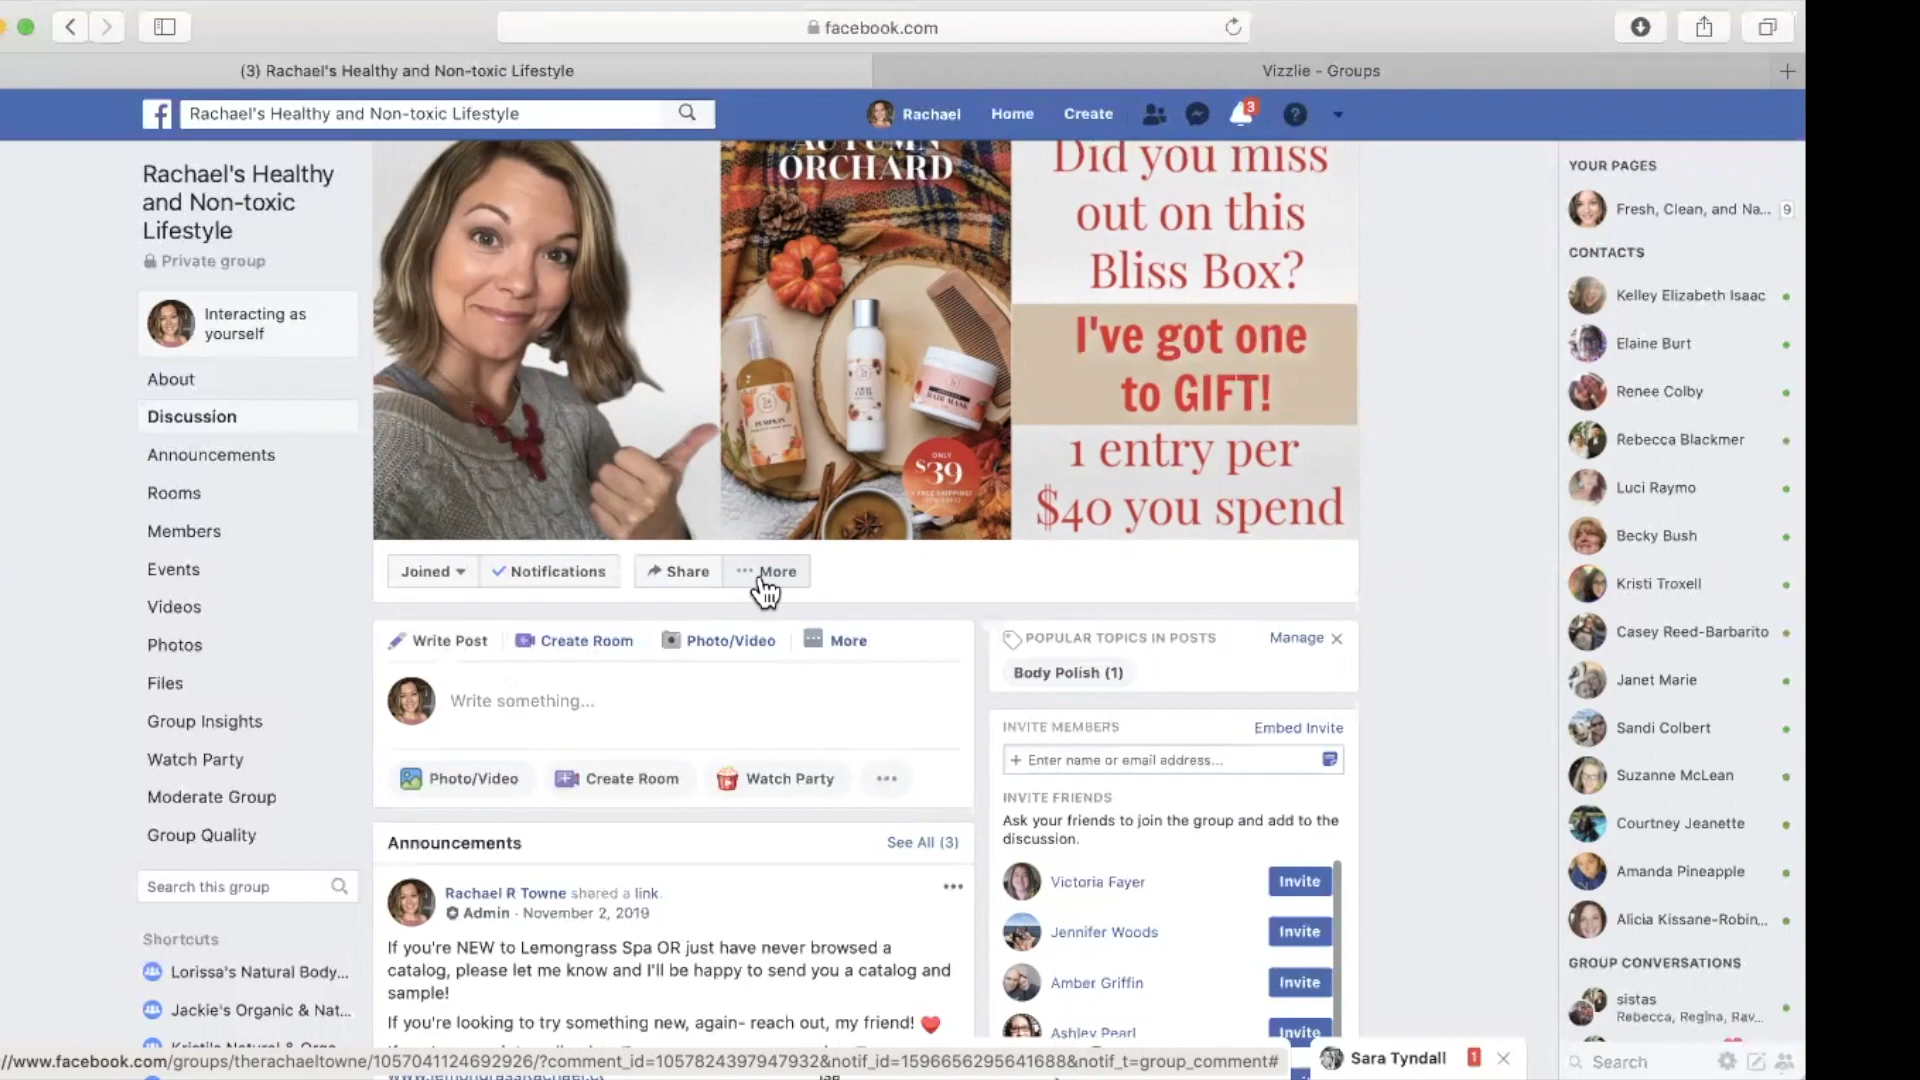 facebook.com
(3) Rachael's Healthy and Non-toxic Lifestyle
Vizzlie - Groups
Rachael's Healthy and Non-toxic Lifestyle
Rachael
Home
Create
3
Rachael's Healthy
and Non-toxic
Lifestyle
Private group
Interacting as
yourself
About
Discussion
Announcements
Rooms
Members
Events
Videos
Photos
Files
Group Insights
Watch Party
Moderate Group
Group Quality
Search this group
Shortcuts
Lorissa's Natural Body...
Jackie's Organic & Nat...
AUTUMN
ORCHARD
PUMPKIN
HAIR MASK
ONLY
$39
+ FREE SHIPPING!
Did you miss
out on this
Bliss Box?
I've got one
to GIFT!
1 entry per
$40 you spend
Joined
Notifications
Share
More
Write Post
Create Room
Photo/Video
More
Write something...
Photo/Video
Create Room
Watch Party
Announcements
See All (3)
Rachael R Towne shared a link.
Admin · November 2, 2019
If you're NEW to Lemongrass Spa OR just have never browsed a
catalog, please let me know and I'll be happy to send you a catalog and
sample!
If you're looking to try something new, again- reach out, my friend!
POPULAR TOPICS IN POSTS
Manage
Body Polish (1)
INVITE MEMBERS
Embed Invite
+ Enter name or email address...
INVITE FRIENDS
Ask your friends to join the group and add to the
discussion.
Victoria Fayer
Invite
Jennifer Woods
Invite
Amber Griffin
Invite
Ashley Pearl
Invite
YOUR PAGES
Fresh, Clean, and Na...
9
CONTACTS
Kelley Elizabeth Isaac
Elaine Burt
Renee Colby
Rebecca Blackmer
Luci Raymo
Becky Bush
Kristi Troxell
Casey Reed-Barbarito
Janet Marie
Sandi Colbert
Suzanne McLean
Courtney Jeanette
Amanda Pineapple
Alicia Kissane-Robin...
GROUP CONVERSATIONS
sistas
Rebecca, Regina, Rav...
Search
Sara Tyndall
1
//www.facebook.com/groups/therachaeltowne/1057041124692926/?comment_id=1057824397947932&notif_id=1596656295641688&notif_t=group_comment#